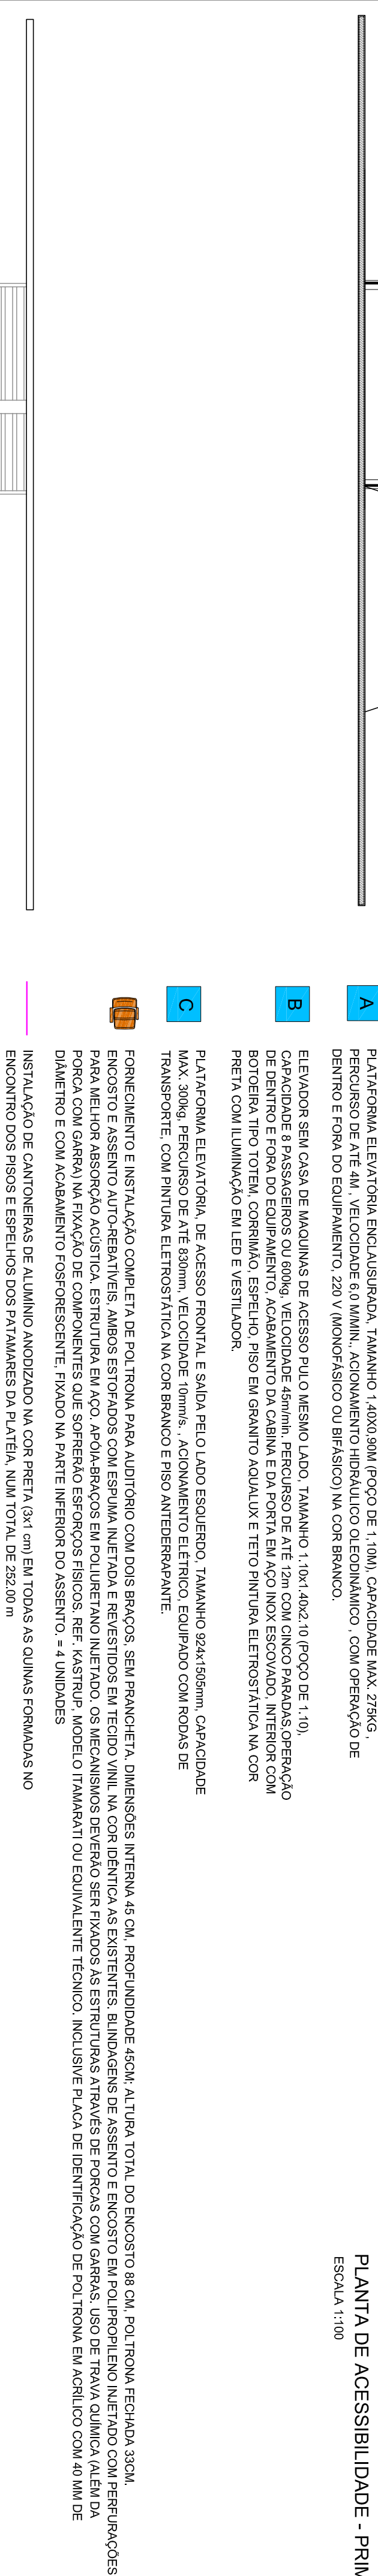 PLANTA DE ACESSIBILIDADE - PRIM
ESCALA 1:100
A
PLATAFORMA ELEVATÓRIA ENCLAUSURADA, TAMANHO 1,40X0,90M (POÇO DE 1,10M), CAPACIDADE MAX. 275KG ,
PERCURSO DE ATÉ 4M , VELOCIDADE 6,0 M/MIN., ACIONAMENTO HIDRÁULICO OLEODINÂMICO , COM OPERAÇÃO DE
DENTRO E FORA DO EQUIPAMENTO, 220 V (MONOFÁSICO OU BIFÁSICO) NA COR BRANCO.
B
ELEVADOR SEM CASA DE MAQUINAS DE ACESSO PULO MESMO LADO, TAMANHO 1.10x1.40x2.10 (POÇO DE 1.10),
CAPACIDADE 8 PASSAGEIROS OU 600kg, VELOCIDADE 45m/min, PERCURSO DE ATÉ 12m COM CINCO PARADAS,OPERAÇÃO
DE DENTRO E FORA DO EQUIPAMENTO, ACABAMENTO DA CABINA E DA PORTA EM AÇO INOX ESCOVADO, INTERIOR COM
BOTOEIRA TIPO TOTEM, CORRIMÃO, ESPELHO, PISO EM GRANITO AQUALUX E TETO PINTURA ELETROSTÁTICA NA COR
PRETA COM ILUMINAÇÃO EM LED E VESTILADOR.
C
PLATAFORMA ELEVATÓRIA, DE ACESSO FRONTAL E SAÍDA PELO LADO ESQUERDO, TAMANHO 924x1505mm, CAPACIDADE
MAX. 300kg, PERCURSO DE ATÉ 830mm, VELOCIDADE 10mm/s. , ACIONAMENTO ELÉTRICO, EQUIPADO COM RODAS DE
TRANSPORTE, COM PINTURA ELETROSTÁTICA NA COR BRANCO E PISO ANTEDERRAPANTE.
FORNECIMENTO E INSTALAÇÃO COMPLETA DE POLTRONA PARA AUDITÓRIO COM DOIS BRAÇOS, SEM PRANCHETA, DIMENSÕES INTERNA 45 CM, PROFUNDIDADE 45CM; ALTURA TOTAL DO ENCOSTO 88 CM, POLTRONA FECHADA 33CM.
ENCOSTO E ASSENTO AUTO-REBATÍVEIS, AMBOS ESTOFADOS COM ESPUMA INJETADA E REVESTIDOS EM TECIDO VINIL NA COR IDÊNTICA AS EXISTENTES. BLINDAGENS DE ASSENTO E ENCOSTO EM POLIPROPILENO INJETADO COM PERFURAÇÕES
PARA MELHOR ABSORÇÃO ACÚSTICA. ESTRUTURA EM AÇO. APÓIA-BRAÇOS EM POLIURETANO INJETADO. OS MECANISMOS DEVERÃO SER FIXADOS ÀS ESTRUTURAS ATRAVÉS DE PORCAS COM GARRAS. USO DE TRAVA QUÍMICA (ALÉM DA
PORCA COM GARRA) NA FIXAÇÃO DE COMPONENTES QUE SOFRERÃO ESFORÇOS FÍSICOS, REF. KASTRUP, MODELO ITAMARATI OU EQUIVALENTE TÉCNICO. INCLUSIVE PLACA DE IDENTIFICAÇÃO DE POLTRONA EM ACRÍLICO COM 40 MM DE
DIÂMETRO E COM ACABAMENTO FOSFORESCENTE, FIXADO NA PARTE INFERIOR DO ASSENTO. = 4 UNIDADES
INSTALAÇÃO DE CANTONEIRAS DE ALUMÍNIO ANODIZADO NA COR PRETA (3x1 cm) EM TODAS AS QUINAS FORMADAS NO
ENCONTRO DOS PISOS E ESPELHOS DOS PATAMARES DA PLATÉIA, NUM TOTAL DE 252,00 m